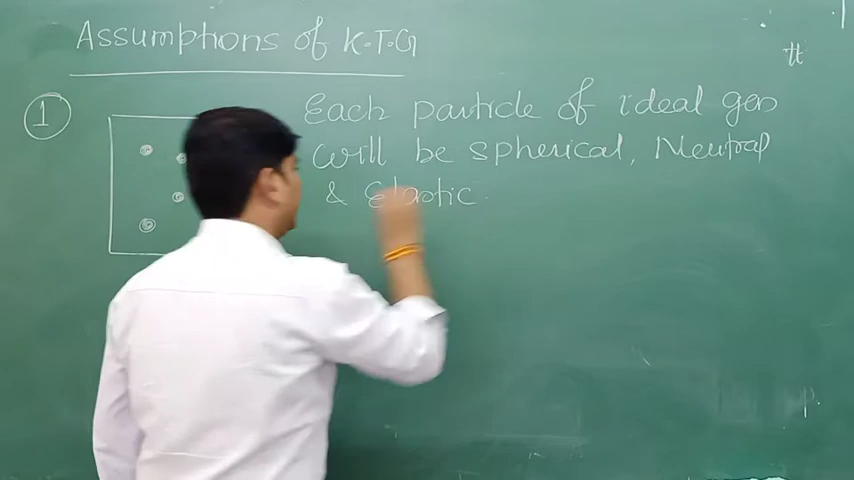 Assumptions of K.T.G
1
Each particle of ideal gas
will be spherical, Neutral
& Elastic.